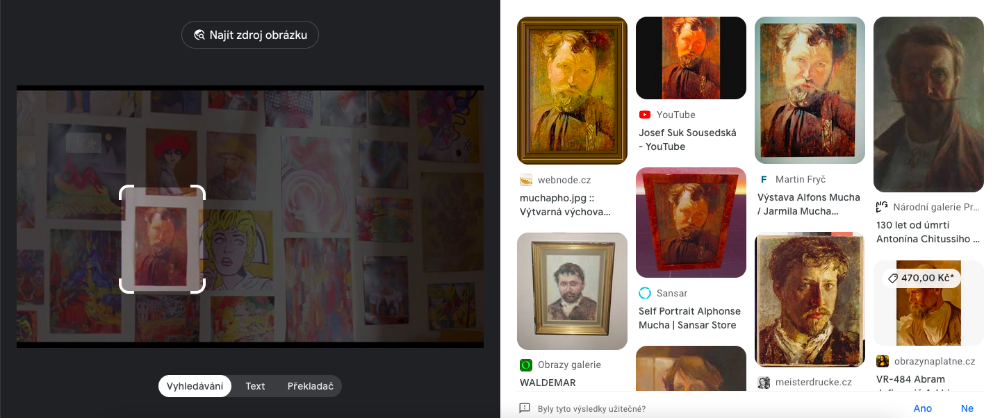 Najít zdroj obrázku
Vyhledávání
Text
Překladač
webnode.cz
muchapho.jpg ::
Výtvarná výchova...
Obrazy galerie
WALDEMAR
YouTube
Josef Suk Sousedská
- YouTube
Sansar
Self Portrait Alphonse
Mucha | Sansar Store
F
Martin Fryč
Výstava Alfons Mucha
/ Jarmila Mucha...
meisterdrucke.cz
Národní galerie Pr...
130 let od úmrtí
Antonína Chitussiho ...
470,00 Kč*
obrazynaplatne.cz
VR-484 Abram
Byly tyto výsledky užitečné?
Ano
Ne